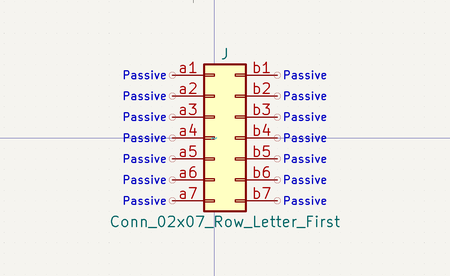 J
Passive a1 b1 Passive
Passive a2 b2 Passive
Passive a3 b3 Passive
Passive a4 b4 Passive
Passive a5 b5 Passive
Passive a6 b6 Passive
Passive a7 b7 Passive
Conn_02x07_Row_Letter_First